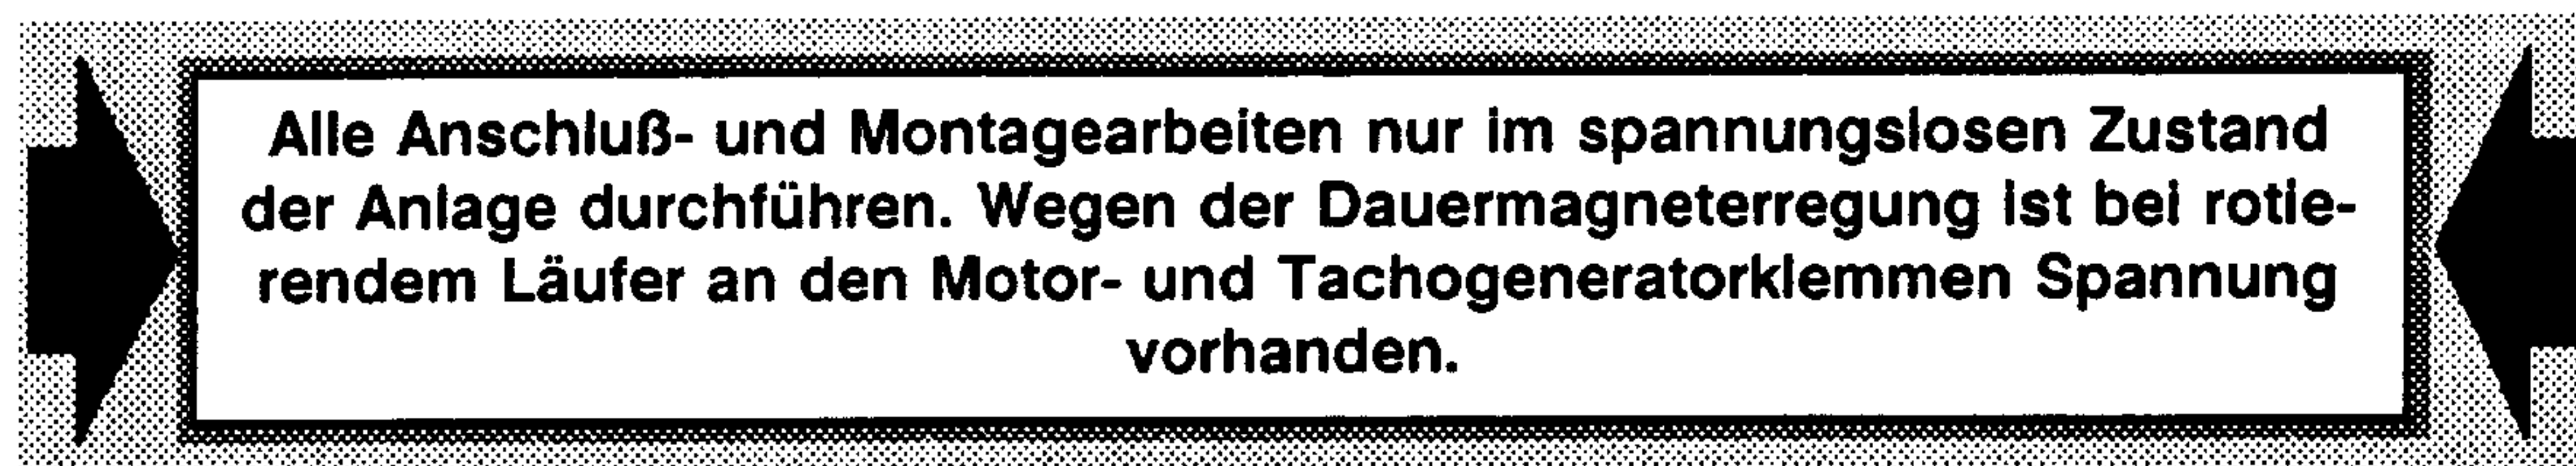 Alle Anschluß- und Montagearbeiten nur im spannungslosen Zustand
der Anlage durchführen. Wegen der Dauermagneterregung ist bei rotie-
rendem Läufer an den Motor- und Tachogeneratorklemmen Spannung
vorhanden.